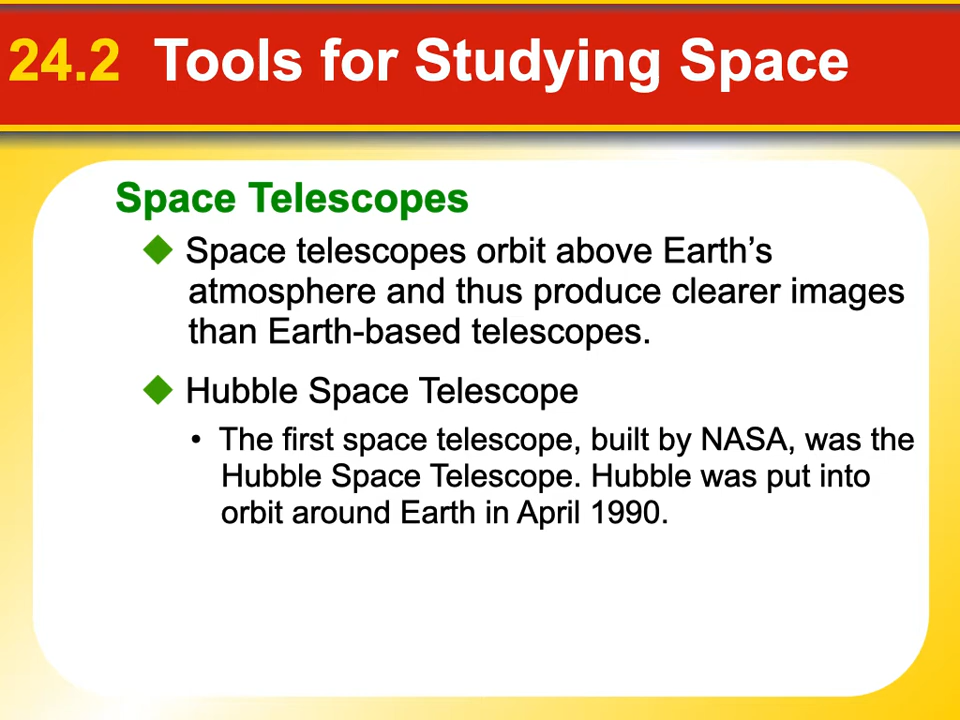 24.2 Tools for Studying Space
Space Telescopes
◆ Space telescopes orbit above Earth’s
atmosphere and thus produce clearer images
than Earth-based telescopes.
◆ Hubble Space Telescope
• The first space telescope, built by NASA, was the
Hubble Space Telescope. Hubble was put into
orbit around Earth in April 1990.